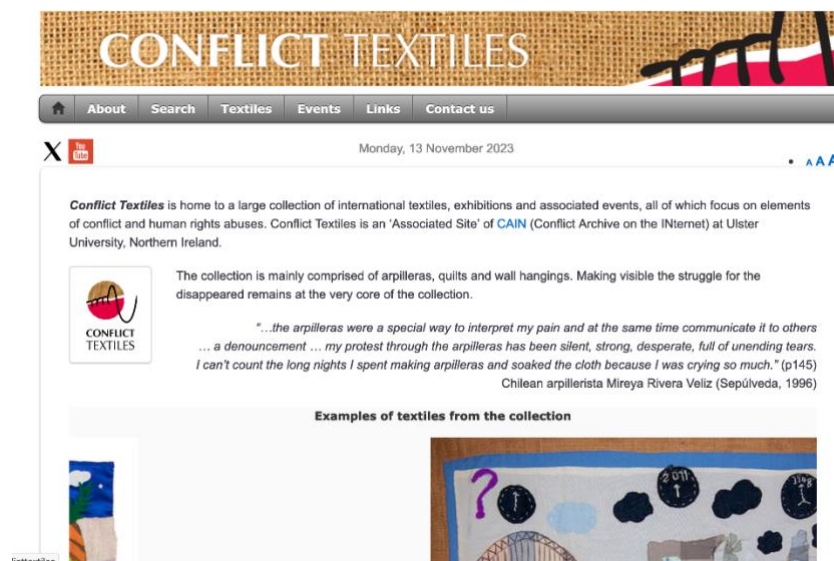 CONFLICT TEXTILES
About Search Textiles Events Links Contact us
X You Tube
Monday, 13 November 2023
A A A
Conflict Textiles is home to a large collection of international textiles, exhibitions and associated events, all of which focus on elements
of conflict and human rights abuses. Conflict Textiles is an 'Associated Site' of CAIN (Conflict Archive on the INternet) at Ulster
University, Northern Ireland.
The collection is mainly comprised of arpilleras, quilts and wall hangings. Making visible the struggle for the
disappeared remains at the very core of the collection.
CONFLICT
TEXTILES
"…the arpilleras were a special way to interpret my pain and at the same time communicate it to others
… a denouncement … my protest through the arpilleras has been silent, strong, desperate, full of unending tears.
I can't count the long nights I spent making arpilleras and soaked the cloth because I was crying so much." (p145)
Chilean arpillerista Mireya Rivera Veliz (Sepúlveda, 1996)
Examples of textiles from the collection
?
2011